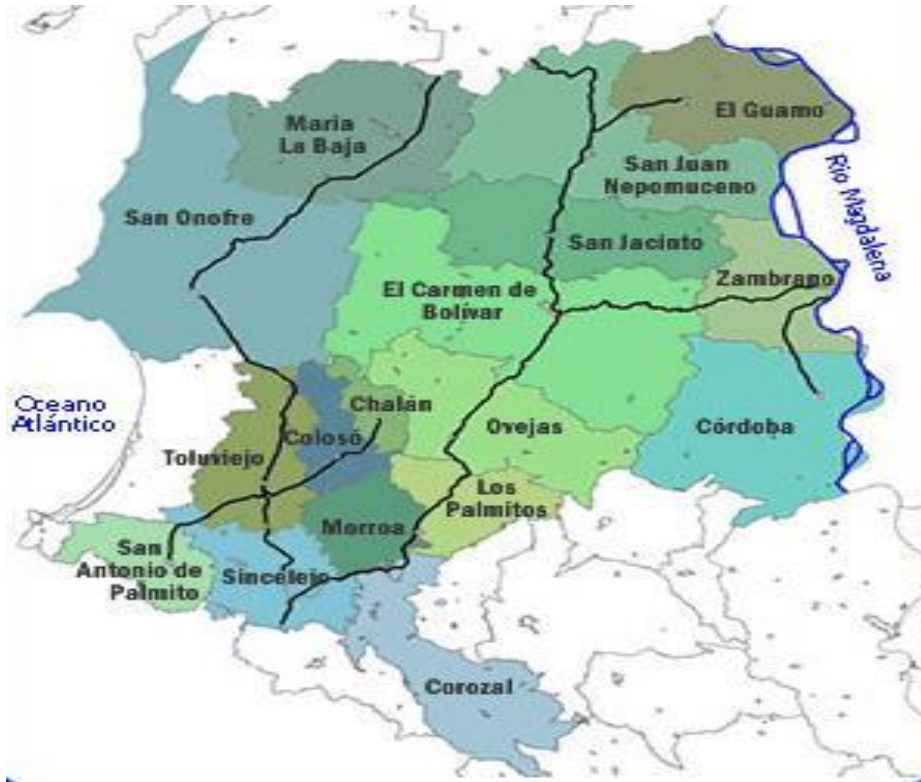 El Guamo
Maria
La Baja
San Juan
Nepomuceno
Rio Magdalena
San Onofre
San Jacinto
Zambrano
El Carmen de
Bolívar
Oceano
Atlántico
Chalán
Colosó
Ovejas
Córdoba
Toluviejo
Los
Palmitos
Morroa
San
Antonio de
Palmito
Sincelejo
Corozal